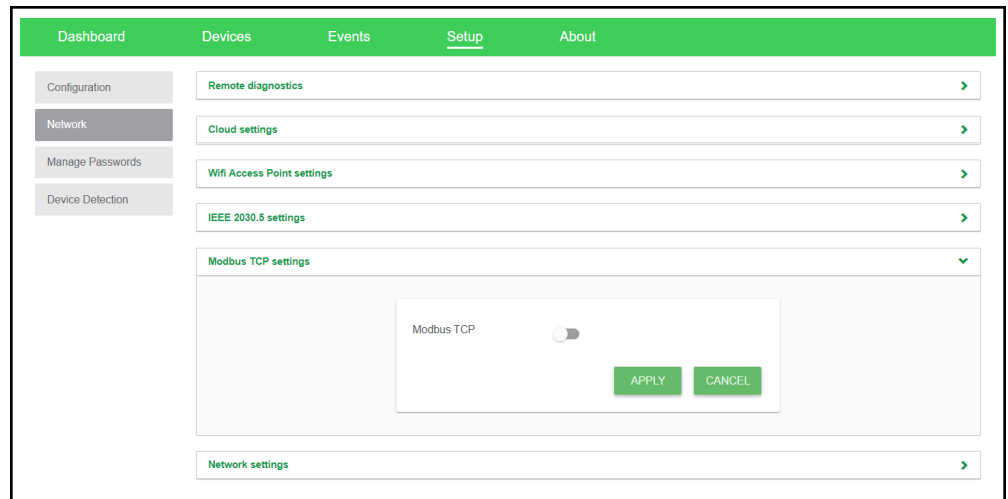 Dashboard Devices Events Setup About
Configuration
Network
Manage Passwords
Device Detection
Remote diagnostics
Cloud settings
Wifi Access Point settings
IEEE 2030.5 settings
Modbus TCP settings
Modbus TCP
APPLY CANCEL
Network settings